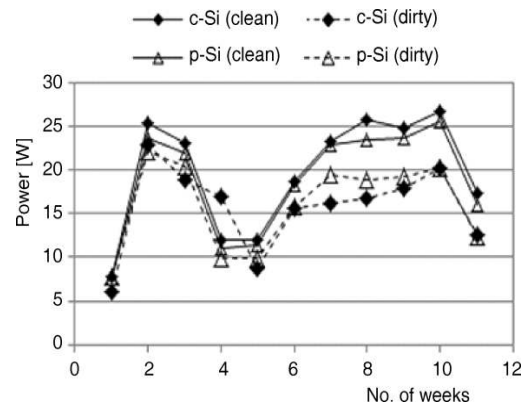 c-Si (clean) c-Si (dirty)
p-Si (clean) p-Si (dirty)
30
25
20
15
10
5
0
Power [W]
0 2 4 6 8 10 12
No. of weeks